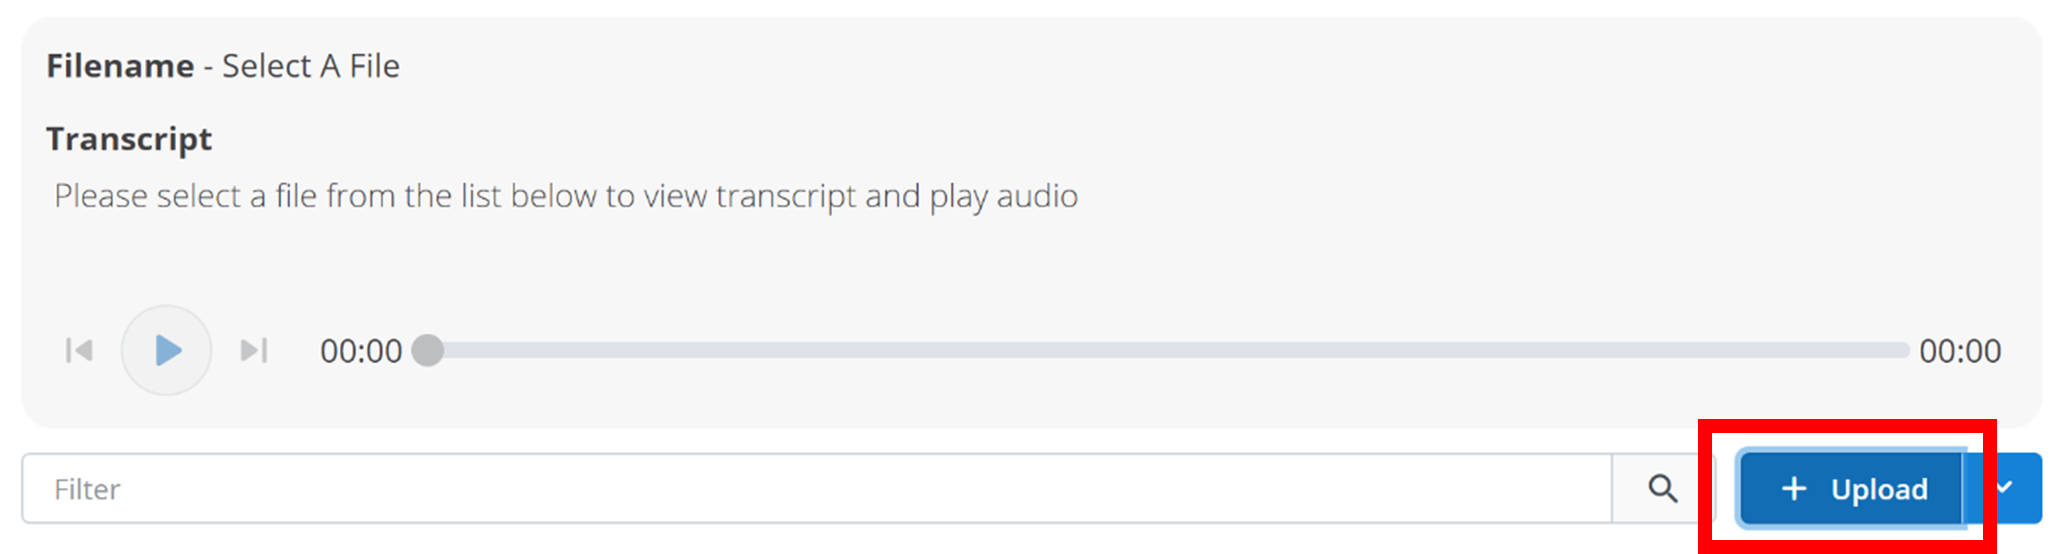 Filename - Select A File
Transcript
Please select a file from the list below to view transcript and play audio
00:00 00:00
Filter + Upload